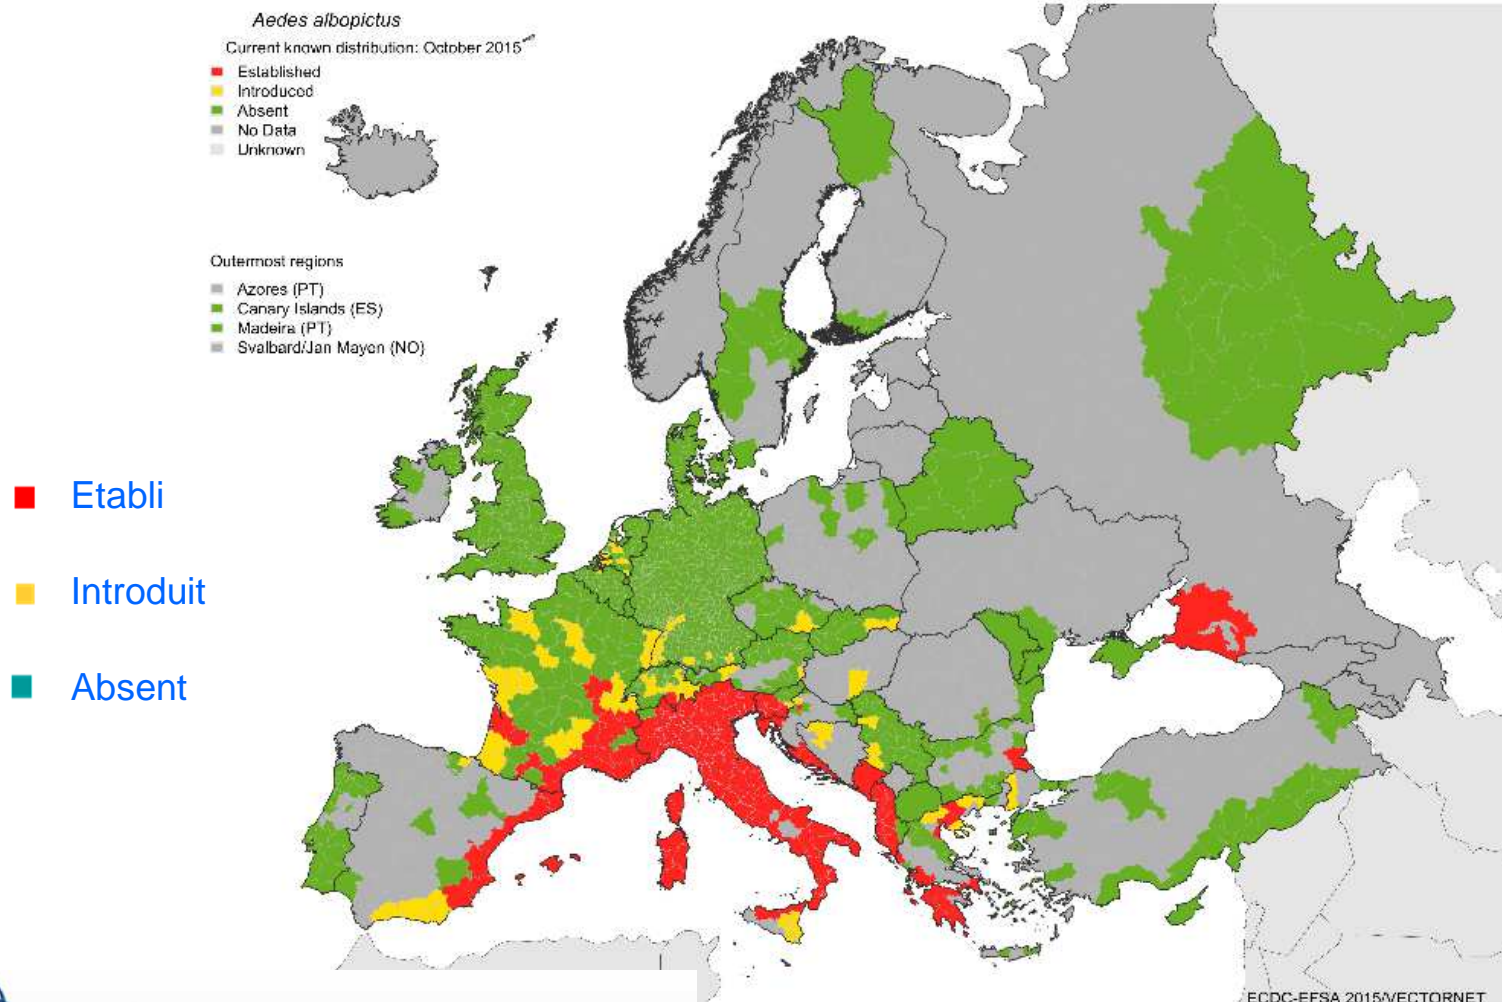 Aedes albopictus
Current known distribution: October 2015
Established
Introduced
Absent
No Data
Unknown
Outermost regions
Azores (PT)
Canary Islands (ES)
Madeira (PT)
Svalbard/Jan Mayen (NO)
Etabli
Introduit
Absent
ECDC-EFSA 2015/VECTORNET